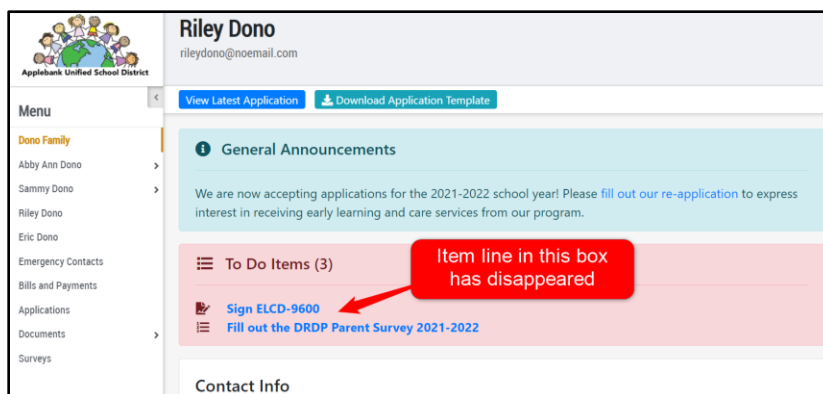 Applebank Unified School District
Riley Dono
rileydono@noemail.com
View Latest Application
Download Application Template
Menu
Dono Family
Abby Ann Dono
Sammy Dono
Riley Dono
Eric Dono
Emergency Contacts
Bills and Payments
Applications
Documents
Surveys
General Announcements
We are now accepting applications for the 2021-2022 school year! Please fill out our re-application to express
interest in receiving early learning and care services from our program.
To Do Items (3)
Item line in this box
has disappeared
Sign ELCD-9600
Fill out the DRDP Parent Survey 2021-2022
Contact Info